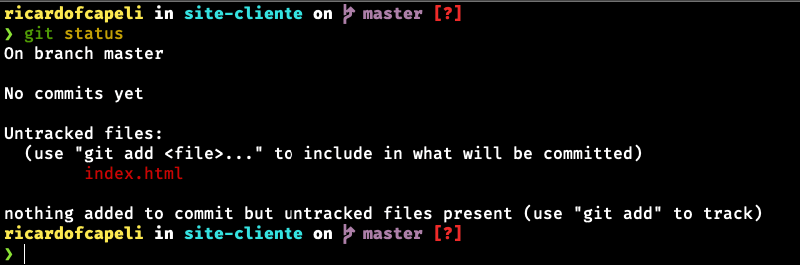 ricardofcapeli in site-cliente on master [?]
❯ git status
On branch master
No commits yet
Untracked files:
(use "git add <file>..." to include in what will be committed)
index.html
nothing added to commit but untracked files present (use "git add" to track)
ricardofcapeli in site-cliente on master [?]
❯